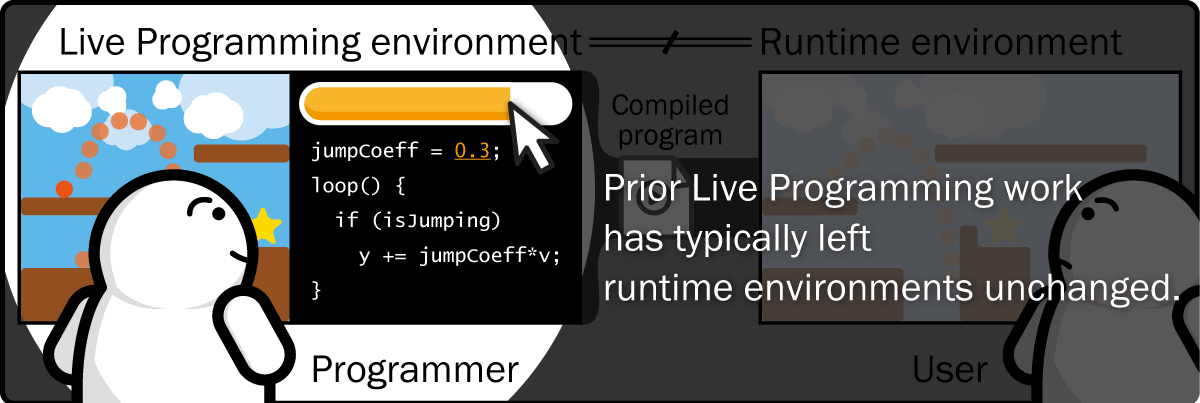 Live Programming environment
Runtime environment
Compiled
program
jumpCoeff = 0.3;
loop() {
if (isJumping)
y += jumpCoeff*v;
}
Prior Live Programming work
has typically left
runtime environments unchanged.
Programmer
User